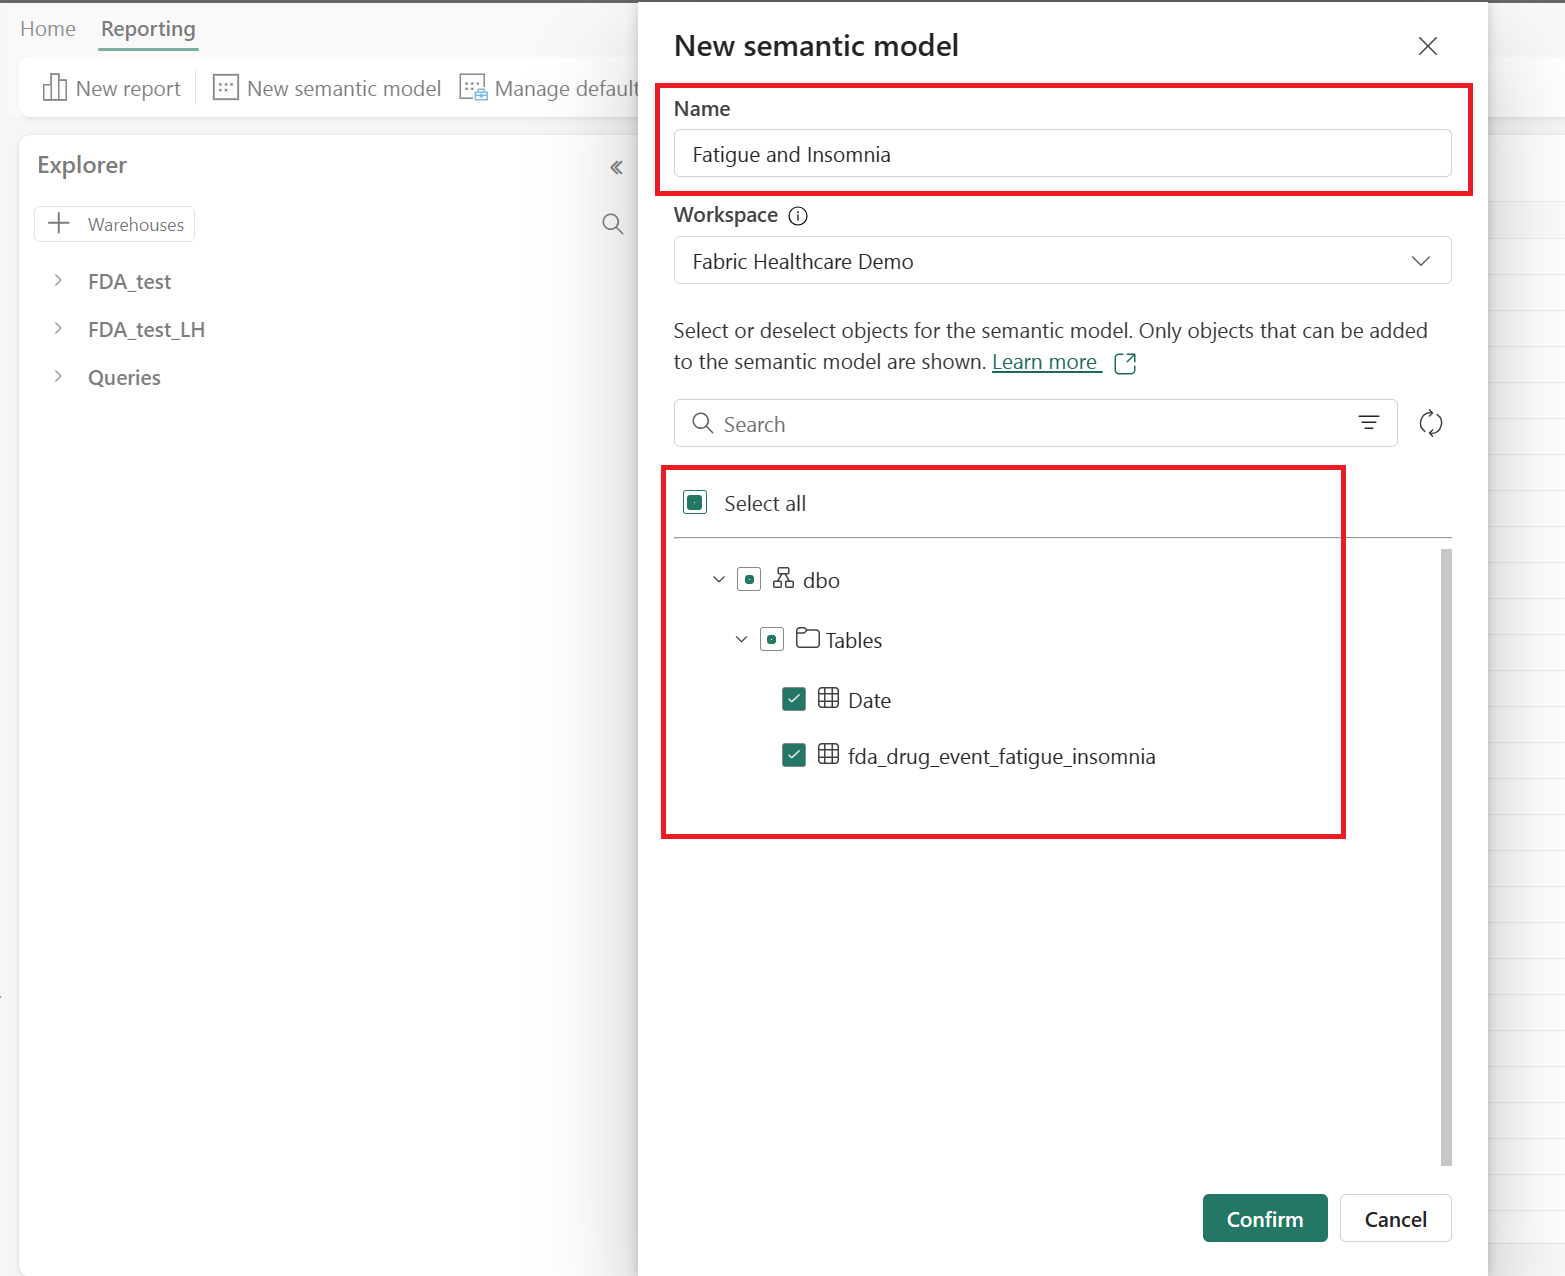 Home Reporting
New report New semantic model Manage default
Explorer
Warehouses
FDA_test
FDA_test_LH
Queries
New semantic model
Name
Fatigue and Insomnia
Workspace
Fabric Healthcare Demo
Select or deselect objects for the semantic model. Only objects that can be added
to the semantic model are shown. Learn more
Search
Select all
dbo
Tables
Date
fda_drug_event_fatigue_insomnia
Confirm Cancel